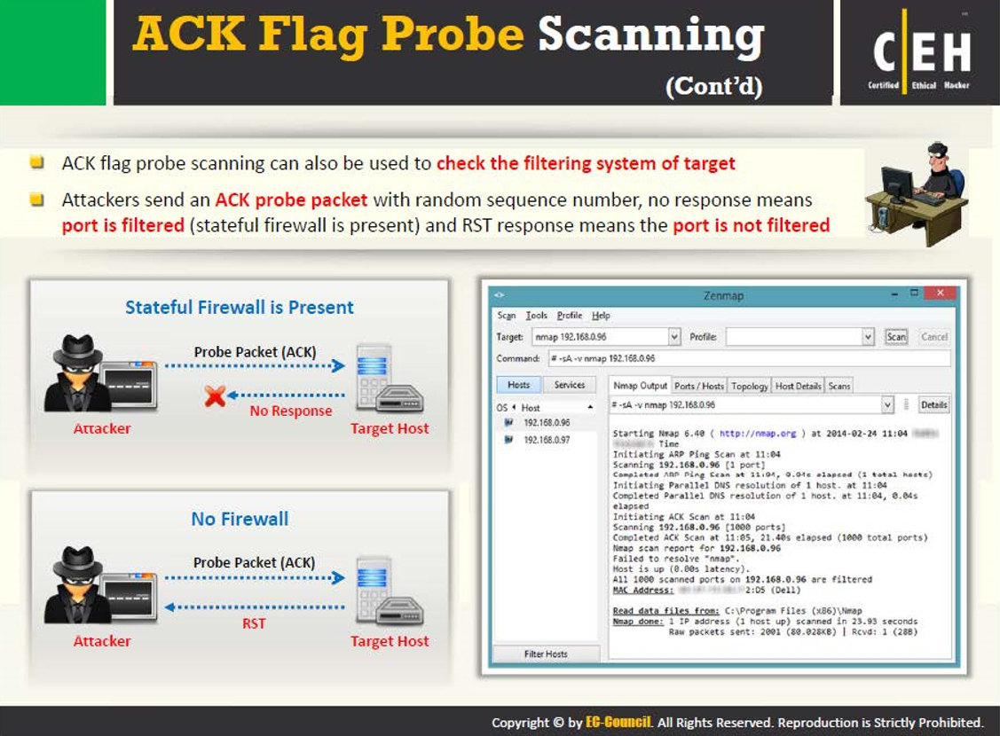 ACK Flag Probe Scanning
(Cont'd)
C|EH
Certified Ethical Hacker
ACK flag probe scanning can also be used to check the filtering system of target
Attackers send an ACK probe packet with random sequence number, no response means
port is filtered (stateful firewall is present) and RST response means the port is not filtered
Stateful Firewall is Present
Probe Packet (ACK)
No Response
Attacker
Target Host
No Firewall
Probe Packet (ACK)
RST
Attacker
Target Host
Zenmap
Scan Tools Profile Help
Target: nmap 192.168.0.96 Profile: Scan Cancel
Command: # -sA -v nmap 192.168.0.96
Hosts Services Nmap Output Ports / Hosts Topology Host Details Scans
# -sA -v nmap 192.168.0.96 Details
OS Host
192.168.0.96
192.168.0.97
Starting Nmap 6.40 ( http://nmap.org ) at 2014-02-24 11:04
Time
Initiating ARP Ping Scan at 11:04
Scanning 192.168.0.96 [1 port]
Completed ARP Ping Scan at 11:04, 0.04s elapsed (1 total hosts)
Initiating Parallel DNS resolution of 1 host. at 11:04
Completed Parallel DNS resolution of 1 host. at 11:04, 0.04s
elapsed
Initiating ACK Scan at 11:04
Scanning 192.168.0.96 [1000 ports]
Completed ACK Scan at 11:05, 21.40s elapsed (1000 total ports)
Nmap scan report for 192.168.0.96
Failed to resolve "nmap".
Host is up (0.00s latency).
All 1000 scanned ports on 192.168.0.96 are filtered
MAC Address: 2:D5 (Dell)
Read data files from: C:\Program Files (x86)\Nmap
Nmap done: 1 IP address (1 host up) scanned in 23.93 seconds
Raw packets sent: 2001 (80.028KB) | Rcvd: 1 (28B)
Filter Hosts
Copyright © by EC-Council. All Rights Reserved. Reproduction is Strictly Prohibited.